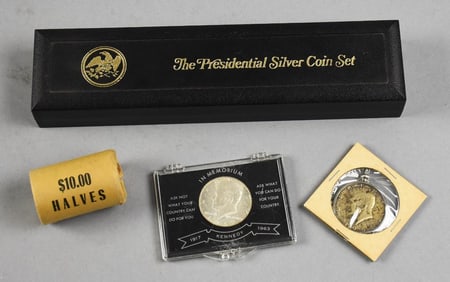 The Presidential Silver Coin Set
$10.00
HALVES
IN MEMORIUM
ASK NOT
WHAT YOUR
COUNTRY CAN
DO FOR YOU
ASK WHAT
YOU CAN DO
FOR YOUR
COUNTRY.
1917 KENNEDY 1963